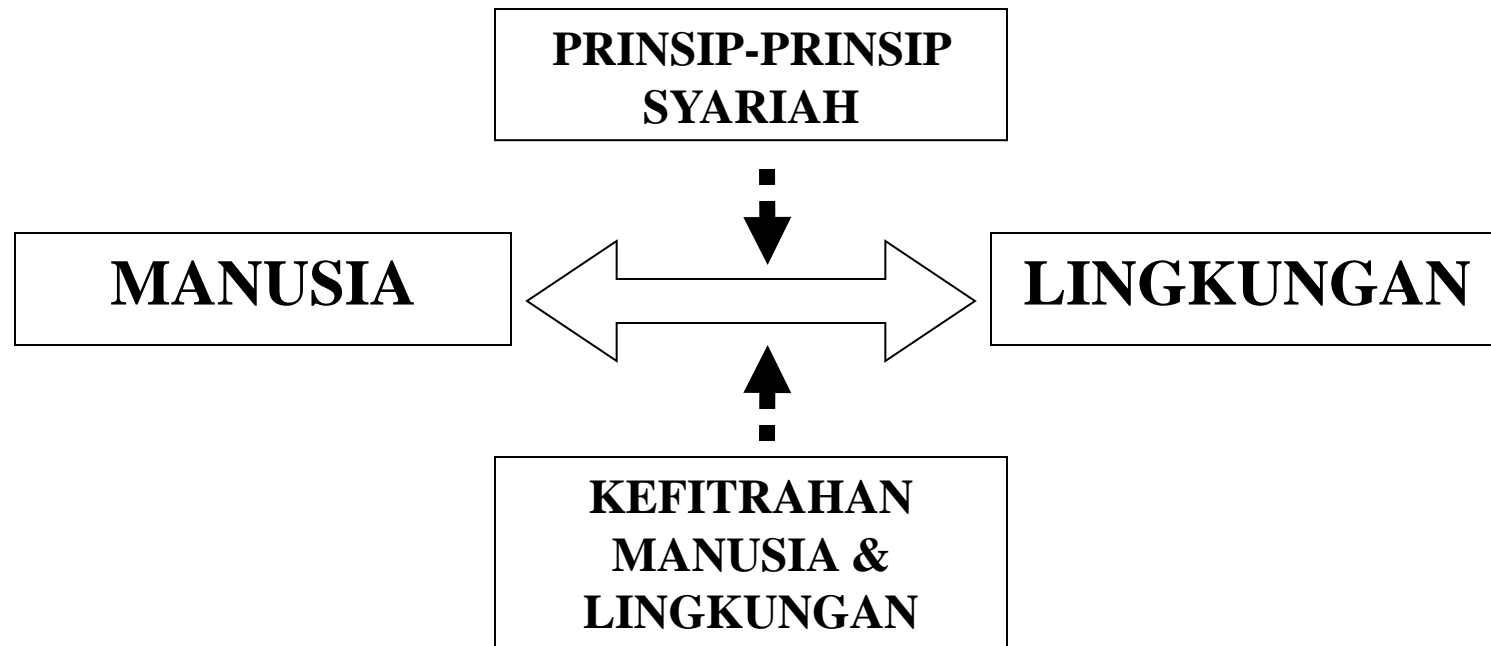 PRINSIP-PRINSIP
SYARIAH
MANUSIA
LINGKUNGAN
KEFITRAHAN
MANUSIA &
LINGKUNGAN